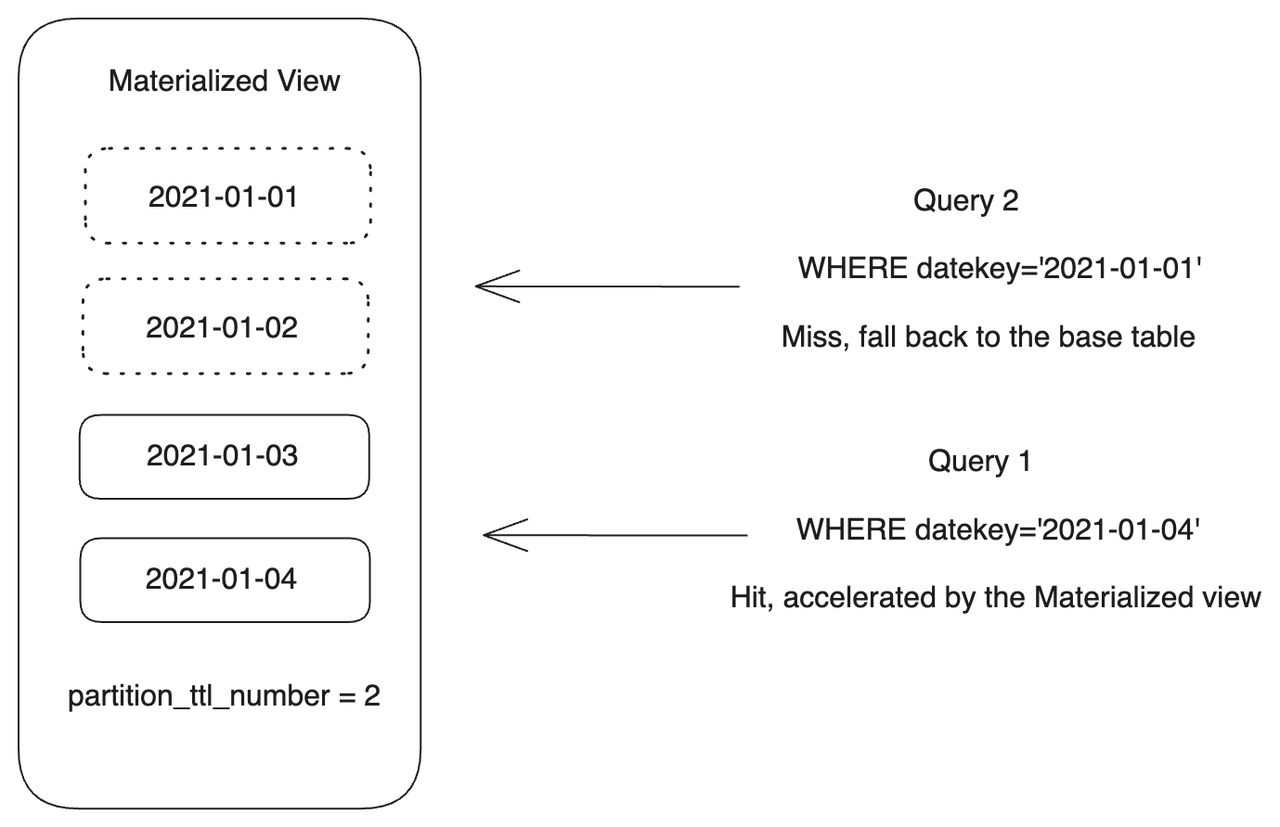 Materialized View
2021-01-01
2021-01-02
2021-01-03
2021-01-04
partition_ttl_number = 2
Query 2
WHERE datekey='2021-01-01'
Miss, fall back to the base table
Query 1
WHERE datekey='2021-01-04'
Hit, accelerated by the Materialized view